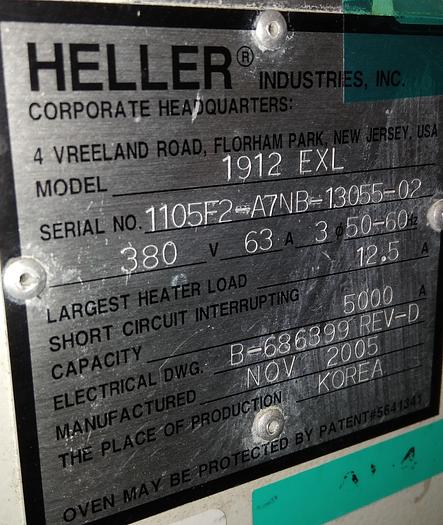 HELLER® INDUSTRIES, INC.
CORPORATE HEADQUARTERS:
4 VREELAND ROAD, FLORHAM PARK, NEW JERSEY, USA
MODEL 1912 EXL
SERIAL NO. 1105F2-A7NB-13055-02
380 V 63 A 3 ø 50-60Hz
LARGEST HEATER LOAD 12.5 A
SHORT CIRCUIT INTERRUPTING
CAPACITY 5000 A
ELECTRICAL DWG. B-686399 REV-D
MANUFACTURED NOV 2005
THE PLACE OF PRODUCTION KOREA
OVEN MAY BE PROTECTED BY PATENT#5641341